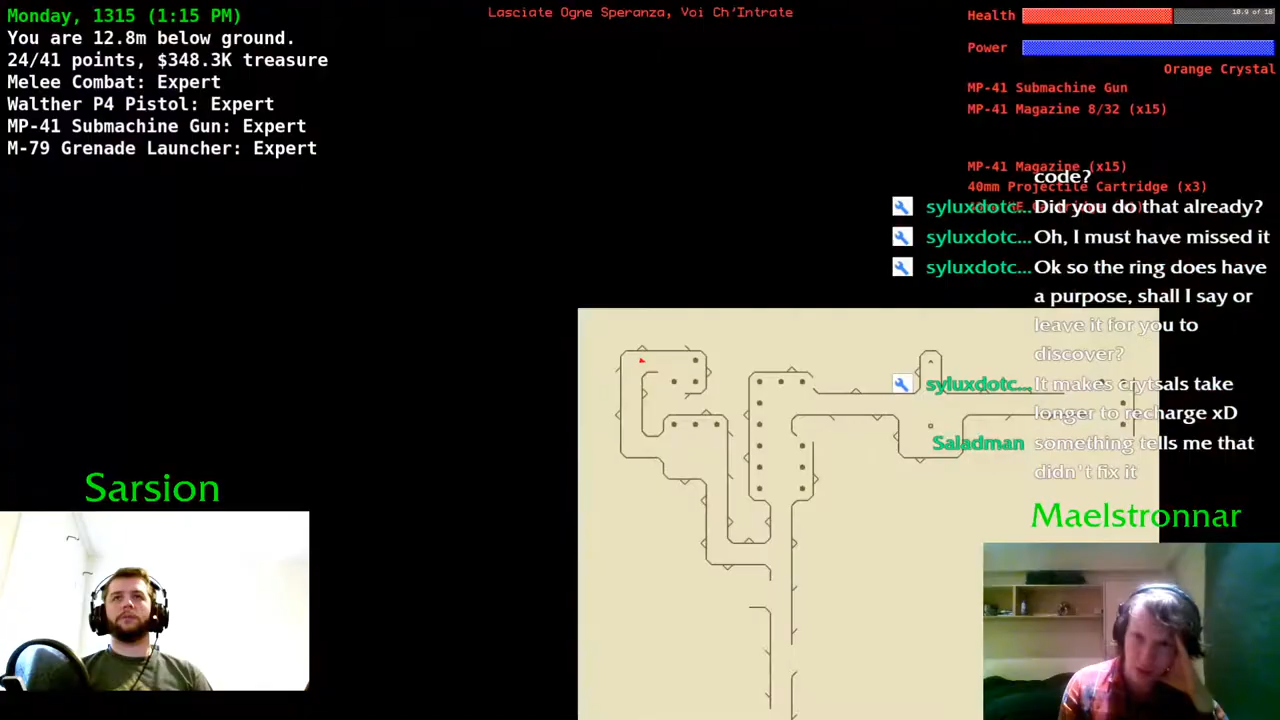 Monday, 1315 (1:15 PM)
You are 12.8m below ground.
24/41 points, $348.3K treasure
Melee Combat: Expert
Walther P4 Pistol: Expert
MP-41 Submachine Gun: Expert
M-79 Grenade Launcher: Expert
Lasciate Ogne Speranza, Voi Ch'Intrate
Health
10.9 of 18
Power
Orange Crystal
MP-41 Submachine Gun
MP-41 Magazine 8/32 (x15)
MP-41 Magazine (x15)
40mm Projectile Cartridge (x3)
code?
syluxdotc... Did you do that already?
syluxdotc... Oh, I must have missed it
syluxdotc... Ok so the ring does have
a purpose, shall I say or
leave it for you to
discover?
syluxdotc... It makes crytsals take
longer to recharge xD
Saladman something tells me that
didn't fix it
Sarsion
Maelstronnar